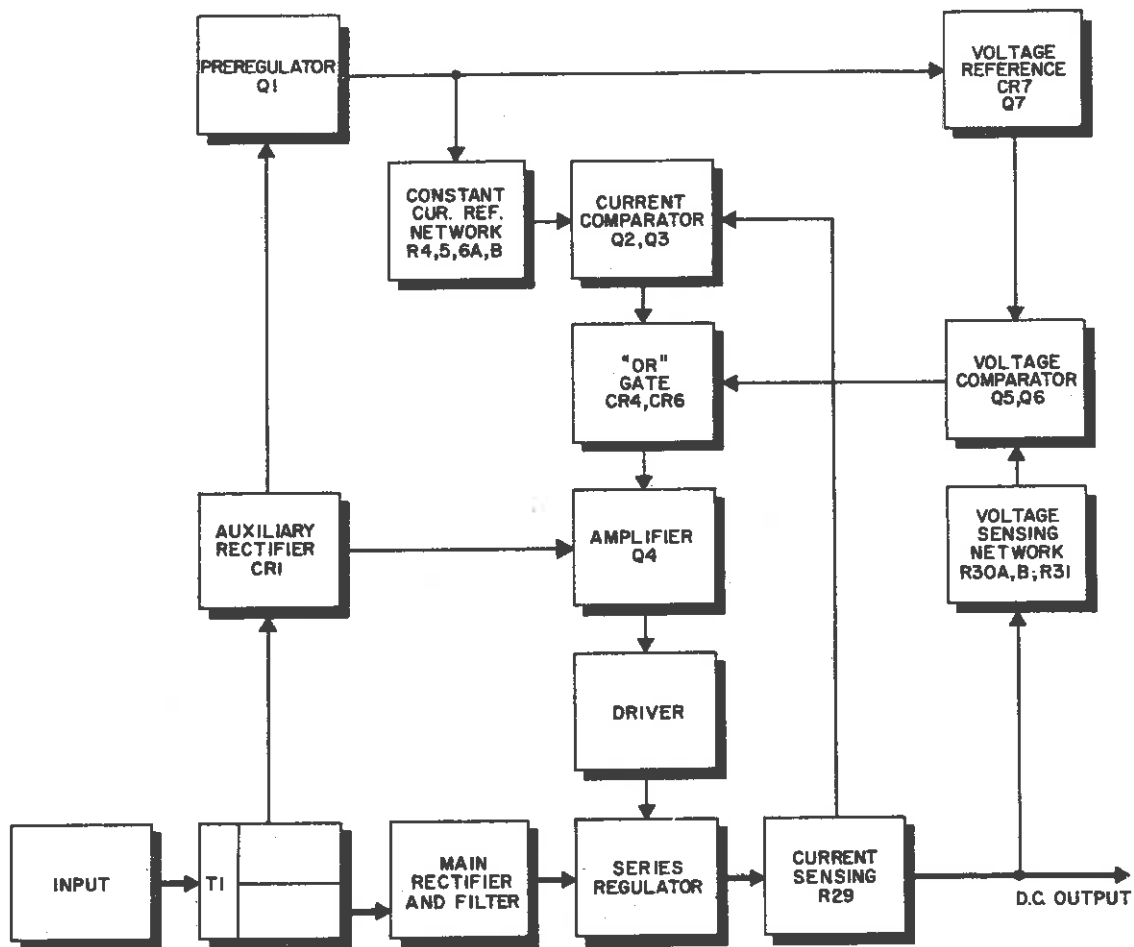 PREREGULATOR
Q1
VOLTAGE
REFERENCE
CR7
Q7
CONSTANT
CUR. REF.
NETWORK
R4,5,6A,B
CURRENT
COMPARATOR
Q2,Q3
"OR"
GATE
CR4,CR6
VOLTAGE
COMPARATOR
Q5,Q6
AUXILIARY
RECTIFIER
CR1
AMPLIFIER
Q4
VOLTAGE
SENSING
NETWORK
R30A,B;R31
DRIVER
INPUT
T1
MAIN
RECTIFIER
AND FILTER
SERIES
REGULATOR
CURRENT
SENSING
R29
D.C. OUTPUT